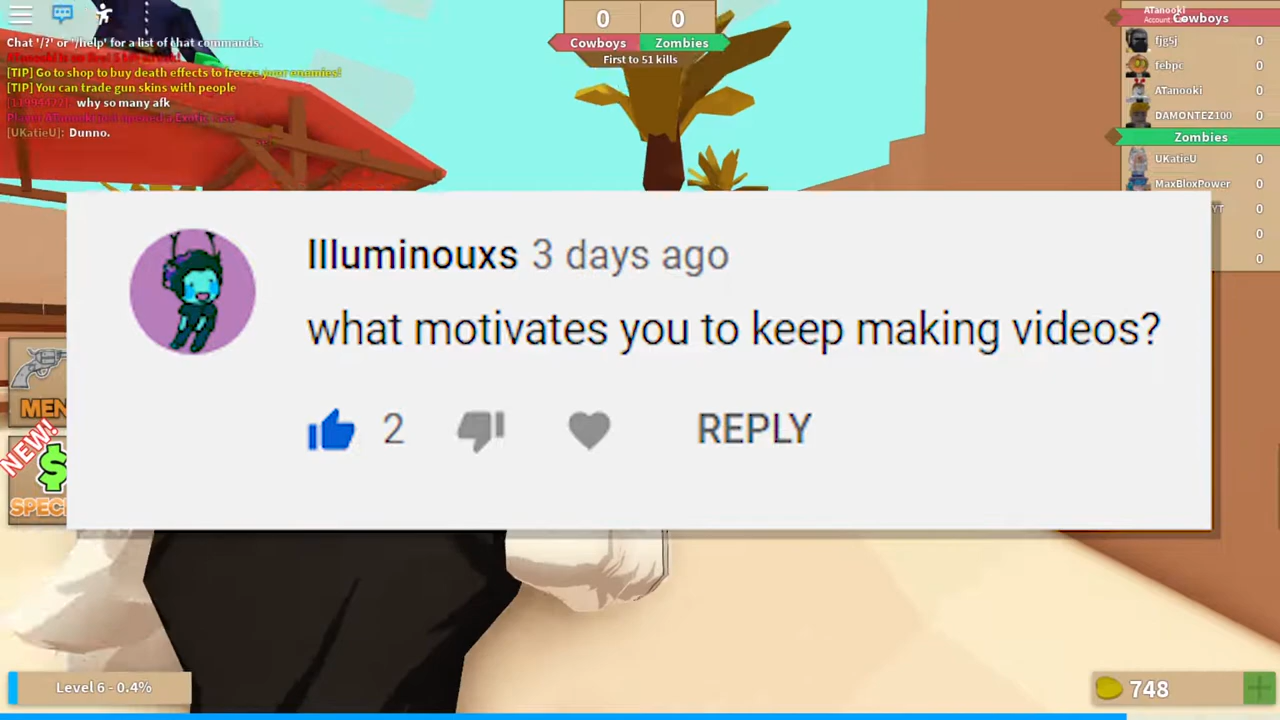 ATanooki
Account:
Cowboys
0 0
Cowboys Zombies
First to 51 kills
Chat '/?' or '/help' for a list of chat commands.
[TIP] Go to shop to buy death effects to freeze your enemies!
[TIP] You can trade gun skins with people
why so many afk
[UKatieU]: Dunno.
fjg5j 0
febpc 0
ATanooki 0
DAMONTEZ100 0
Zombies
UKatieU 0
MaxBloxPower 0
YT 0
0
0
Illuminouxs 3 days ago
what motivates you to keep making videos?
2 REPLY
MEN
NEW!
$
SPEC
Level 6 - 0.4%
748